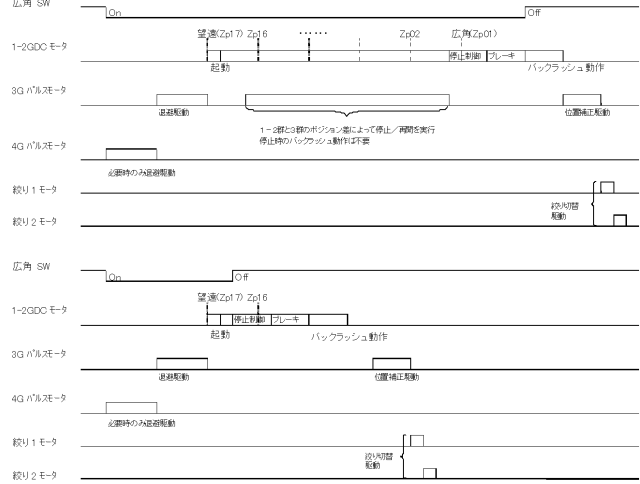 広角 SW
On
Off
望遠(Zp17) Zp16 ‥‥‥ Zp02 広角(Zp01)
1-2GDC モータ
停止制御 ブレーキ
起動
バックラッシュ動作
3G パルスモータ
退避駆動
位置補正駆動
1-2群と3群のポジション差によって停止/再開を実行
停止時のバックラッシュ動作は不要
4G パルスモータ
必要時のみ退避駆動
絞り1 モータ
絞り切替
駆動
絞り2 モータ
広角 SW
On
Off
望遠(Zp17) Zp16
1-2GDC モータ
停止制御 ブレーキ
起動
バックラッシュ動作
3G パルスモータ
退避駆動
位置補正駆動
4G パルスモータ
必要時のみ退避駆動
絞り1 モータ
絞り切替
駆動
絞り2 モータ